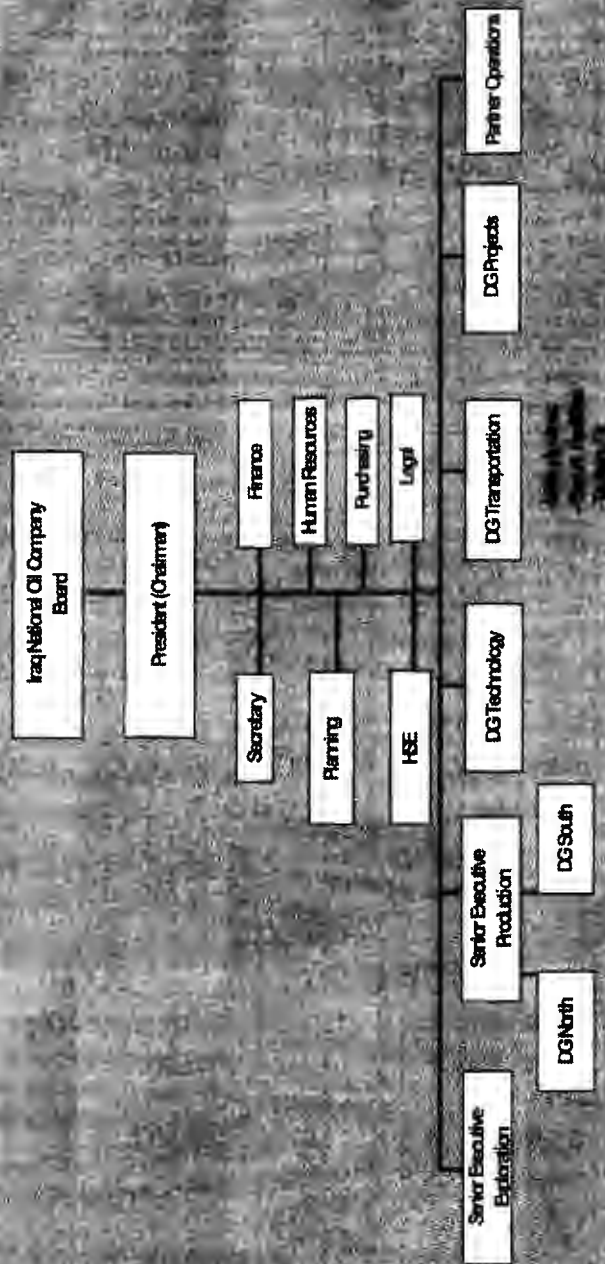 Iraq National Oil Company
Board
President (Chairman)
Secretary
Finance
Planning
Human Resources
Purchasing
HSE
Legal
Senior Executive
Exploration
Senior Executive
Production
DG Technology
DG Transportation
DG Projects
Partner Operations
DG North
DG South